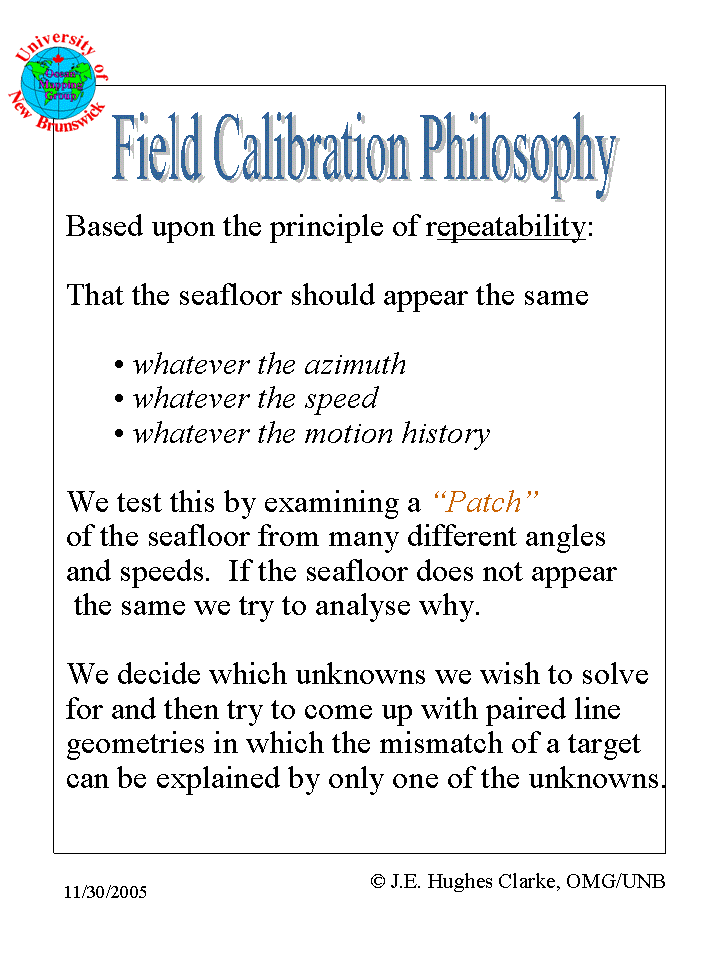 University of
Ocean
Mapping
Group
New Brunswick
Field Calibration Philosophy
Based upon the principle of repeatability:
That the seafloor should appear the same
• whatever the azimuth
• whatever the speed
• whatever the motion history
We test this by examining a “Patch”
of the seafloor from many different angles
and speeds.  If the seafloor does not appear
the same we try to analyse why.
We decide which unknowns we wish to solve
for and then try to come up with paired line
geometries in which the mismatch of a target
can be explained by only one of the unknowns.
11/30/2005
© J.E. Hughes Clarke, OMG/UNB